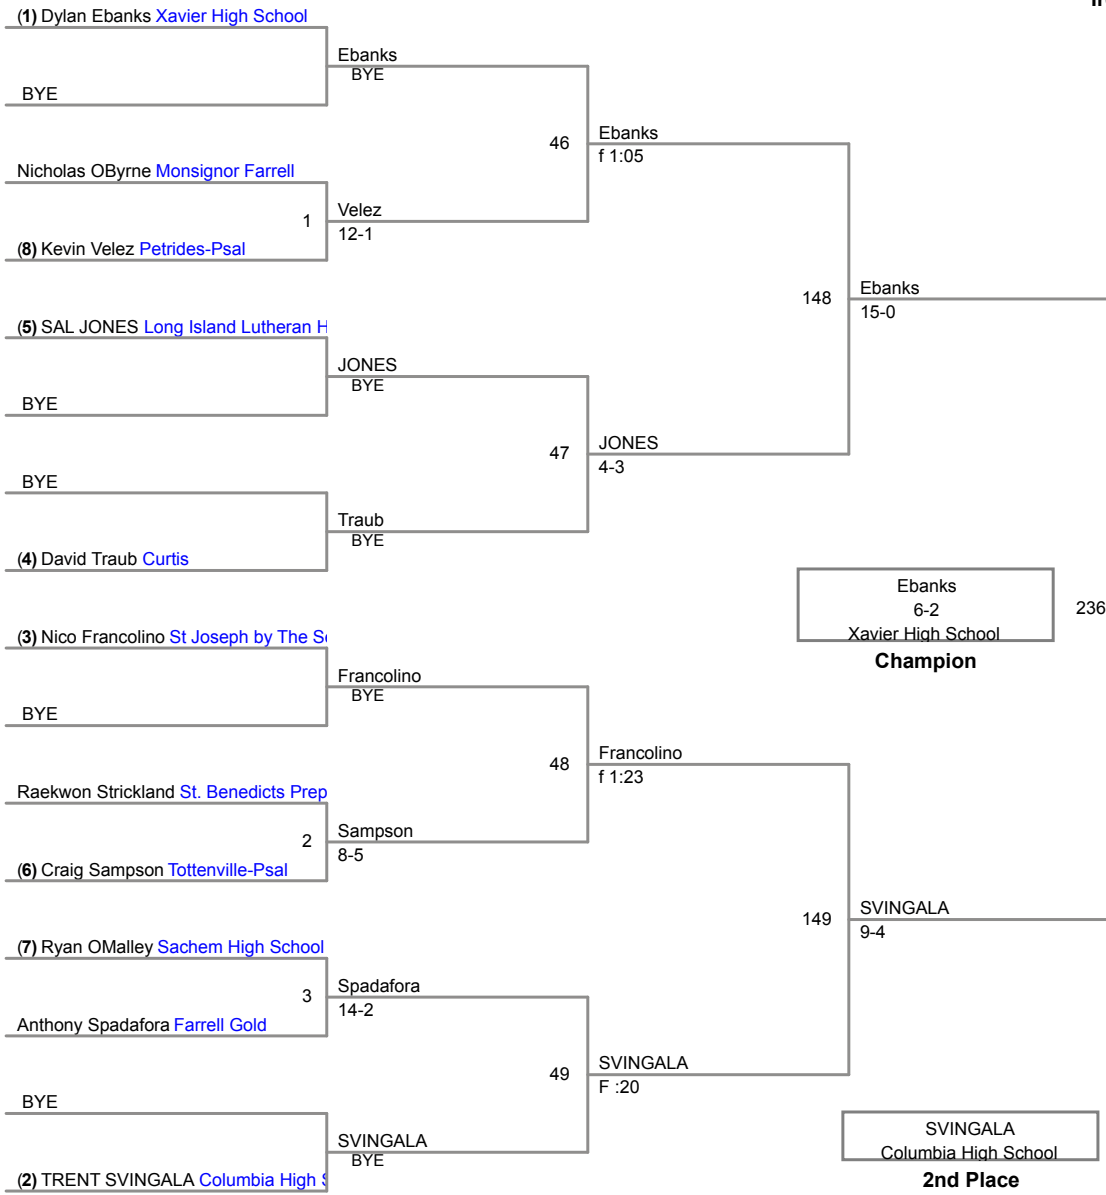 (1) Dylan Ebanks Xavier High School
Ebanks
BYE
BYE
46
Ebanks
f 1:05
Nicholas OByrne Monsignor Farrell
1
Velez
12-1
(8) Kevin Velez Petrides-Psal
148
Ebanks
15-0
(5) SAL JONES Long Island Lutheran H
JONES
BYE
BYE
47
JONES
4-3
BYE
Traub
BYE
(4) David Traub Curtis
Ebanks
6-2
Xavier High School
236
Champion
(3) Nico Francolino St Joseph by The Se
Francolino
BYE
BYE
48
Francolino
f 1:23
Raekwon Strickland St. Benedicts Prep
2
Sampson
8-5
(6) Craig Sampson Tottenville-Psal
149
SVINGALA
9-4
(7) Ryan OMalley Sachem High School
3
Spadafora
14-2
Anthony Spadafora Farrell Gold
49
SVINGALA
F :20
BYE
SVINGALA
BYE
(2) TRENT SVINGALA Columbia High S
SVINGALA
Columbia High School
2nd Place